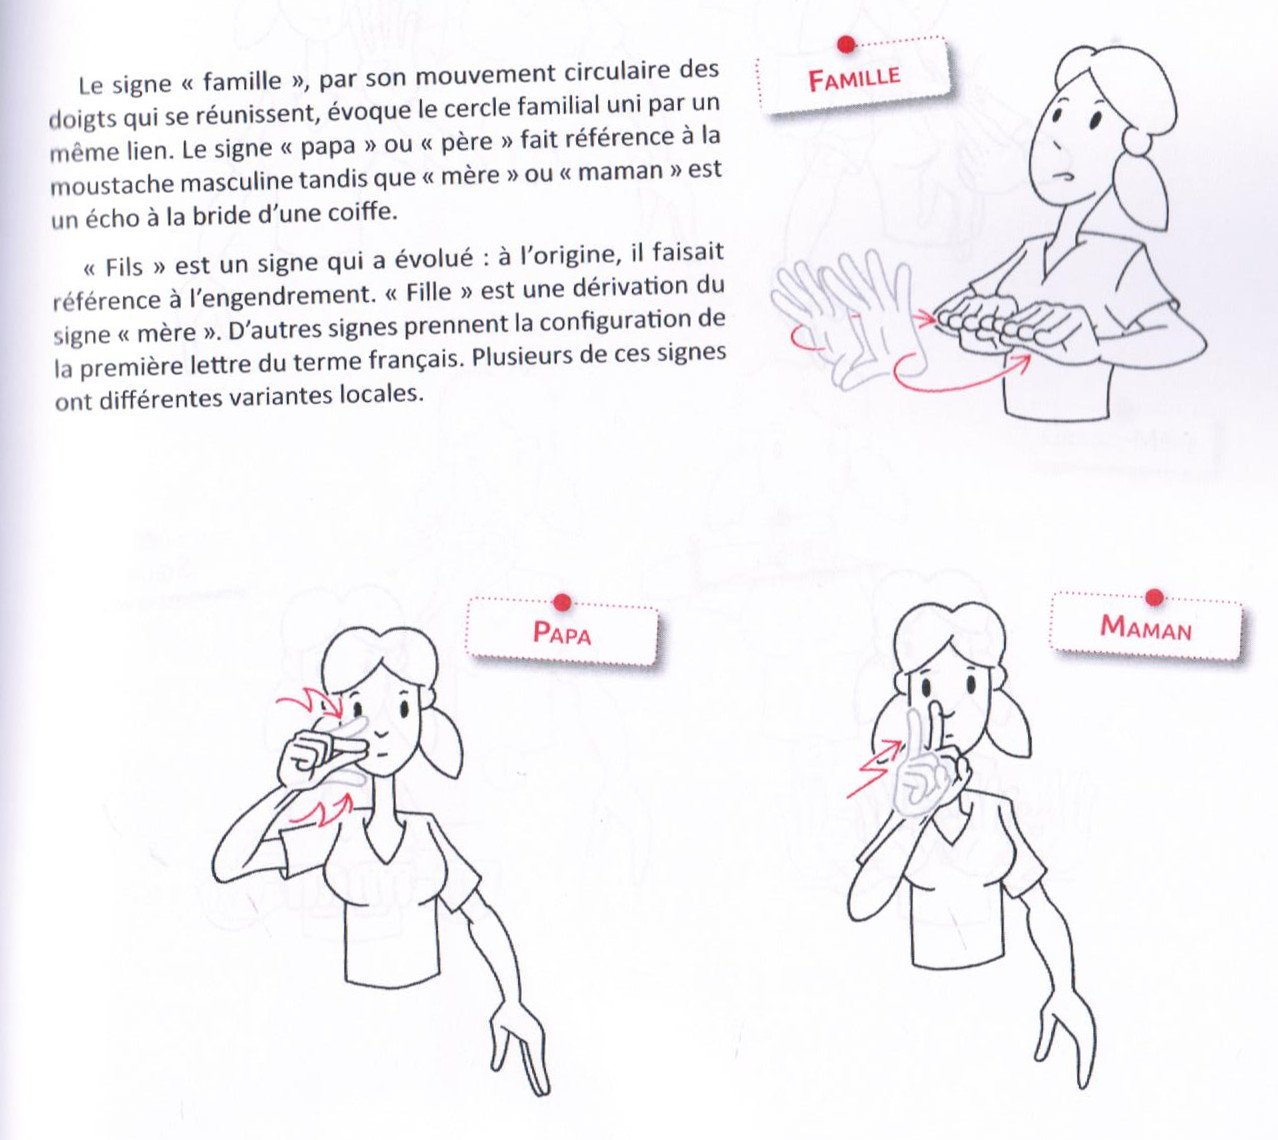 Le signe « famille », par son mouvement circulaire des
doigts qui se réunissent, évoque le cercle familial uni par un
même lien. Le signe « papa » ou « père » fait référence à la
moustache masculine tandis que « mère » ou « maman » est
un écho à la bride d’une coiffe.
« Fils » est un signe qui a évolué : à l’origine, il faisait
référence à l’engendrement. « Fille » est une dérivation du
signe « mère ». D’autres signes prennent la configuration de
la première lettre du terme français. Plusieurs de ces signes
ont différentes variantes locales.
FAMILLE
PAPA
MAMAN